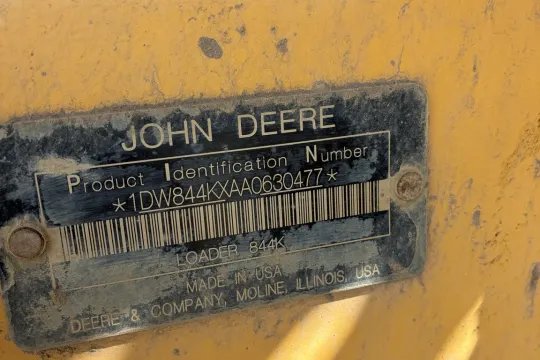 JOHN DEERE
Product Identification Number
*1DW844KXAA0630477*
LOADER 844K
MADE IN USA
DEERE & COMPANY, MOLINE, ILLINOIS, USA